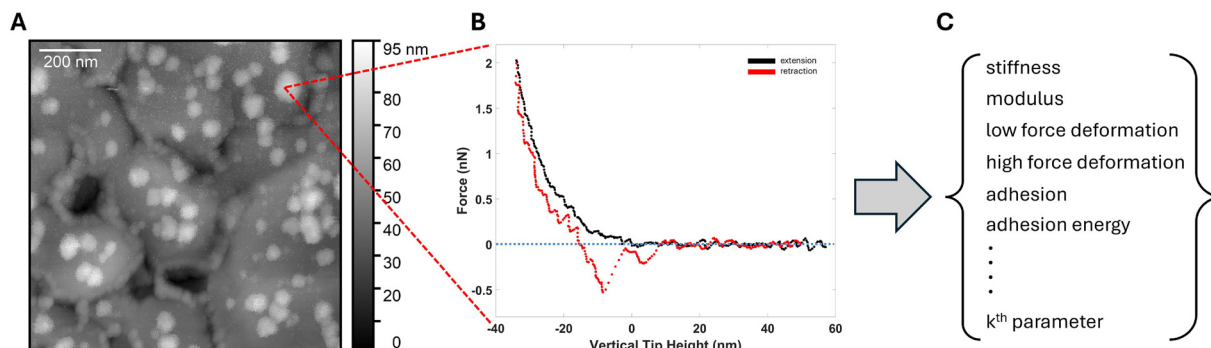 A
200 nm
95 nm
80
70
60
50
40
30
20
0
B
extension
retraction
Force (nN)
2
1.5
1
0.5
0
-0.5
-40
-20
0
20
40
60
Vertical Tip Height (nm)
C
stiffness
modulus
low force deformation
high force deformation
adhesion
adhesion energy
kth parameter